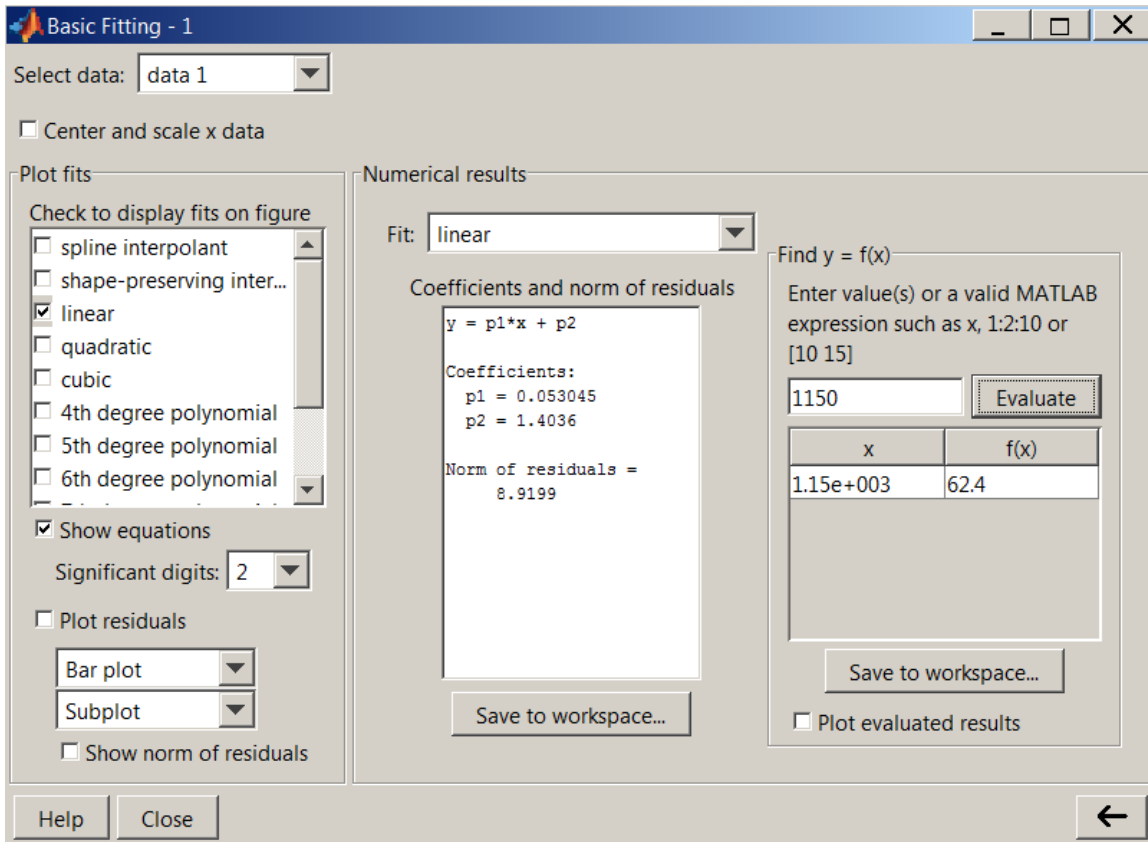 Basic Fitting - 1
Select data: data 1
Center and scale x data
Plot fits
Check to display fits on figure
spline interpolant
shape-preserving inter...
linear
quadratic
cubic
4th degree polynomial
5th degree polynomial
6th degree polynomial
Show equations
Significant digits: 2
Plot residuals
Bar plot
Subplot
Show norm of residuals
Numerical results
Fit: linear
Coefficients and norm of residuals
y = p1*x + p2
Coefficients:
p1 = 0.053045
p2 = 1.4036
Norm of residuals =
8.9199
Save to workspace...
Find y = f(x)
Enter value(s) or a valid MATLAB
expression such as x, 1:2:10 or
[10 15]
1150 Evaluate
x f(x)
1.15e+003 62.4
Save to workspace...
Plot evaluated results
Help Close